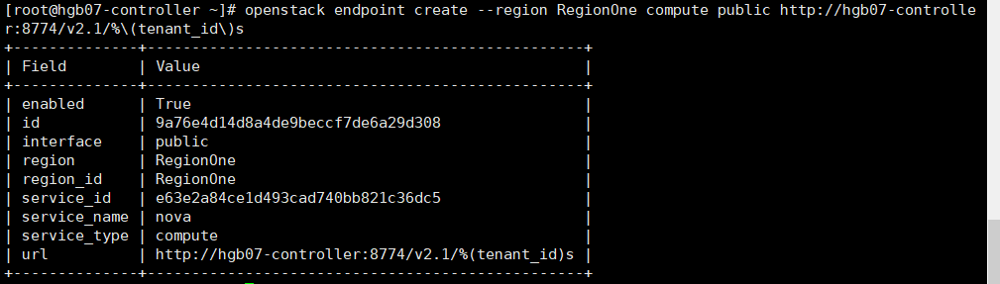 [root@hgb07-controller ~]# openstack endpoint create --region RegionOne compute public http://hgb07-controlle
r:8774/v2.1/%\(tenant_id\)s
+--------------+-----------------------------------------------+
| Field        | Value                                         |
+--------------+-----------------------------------------------+
| enabled      | True                                          |
| id           | 9a76e4d14d8a4de9beccf7de6a29d308              |
| interface    | public                                        |
| region       | RegionOne                                     |
| region_id    | RegionOne                                     |
| service_id   | e63e2a84ce1d493cad740bb821c36dc5              |
| service_name | nova                                          |
| service_type | compute                                       |
| url          | http://hgb07-controller:8774/v2.1/%(tenant_id)s |
+--------------+-----------------------------------------------+